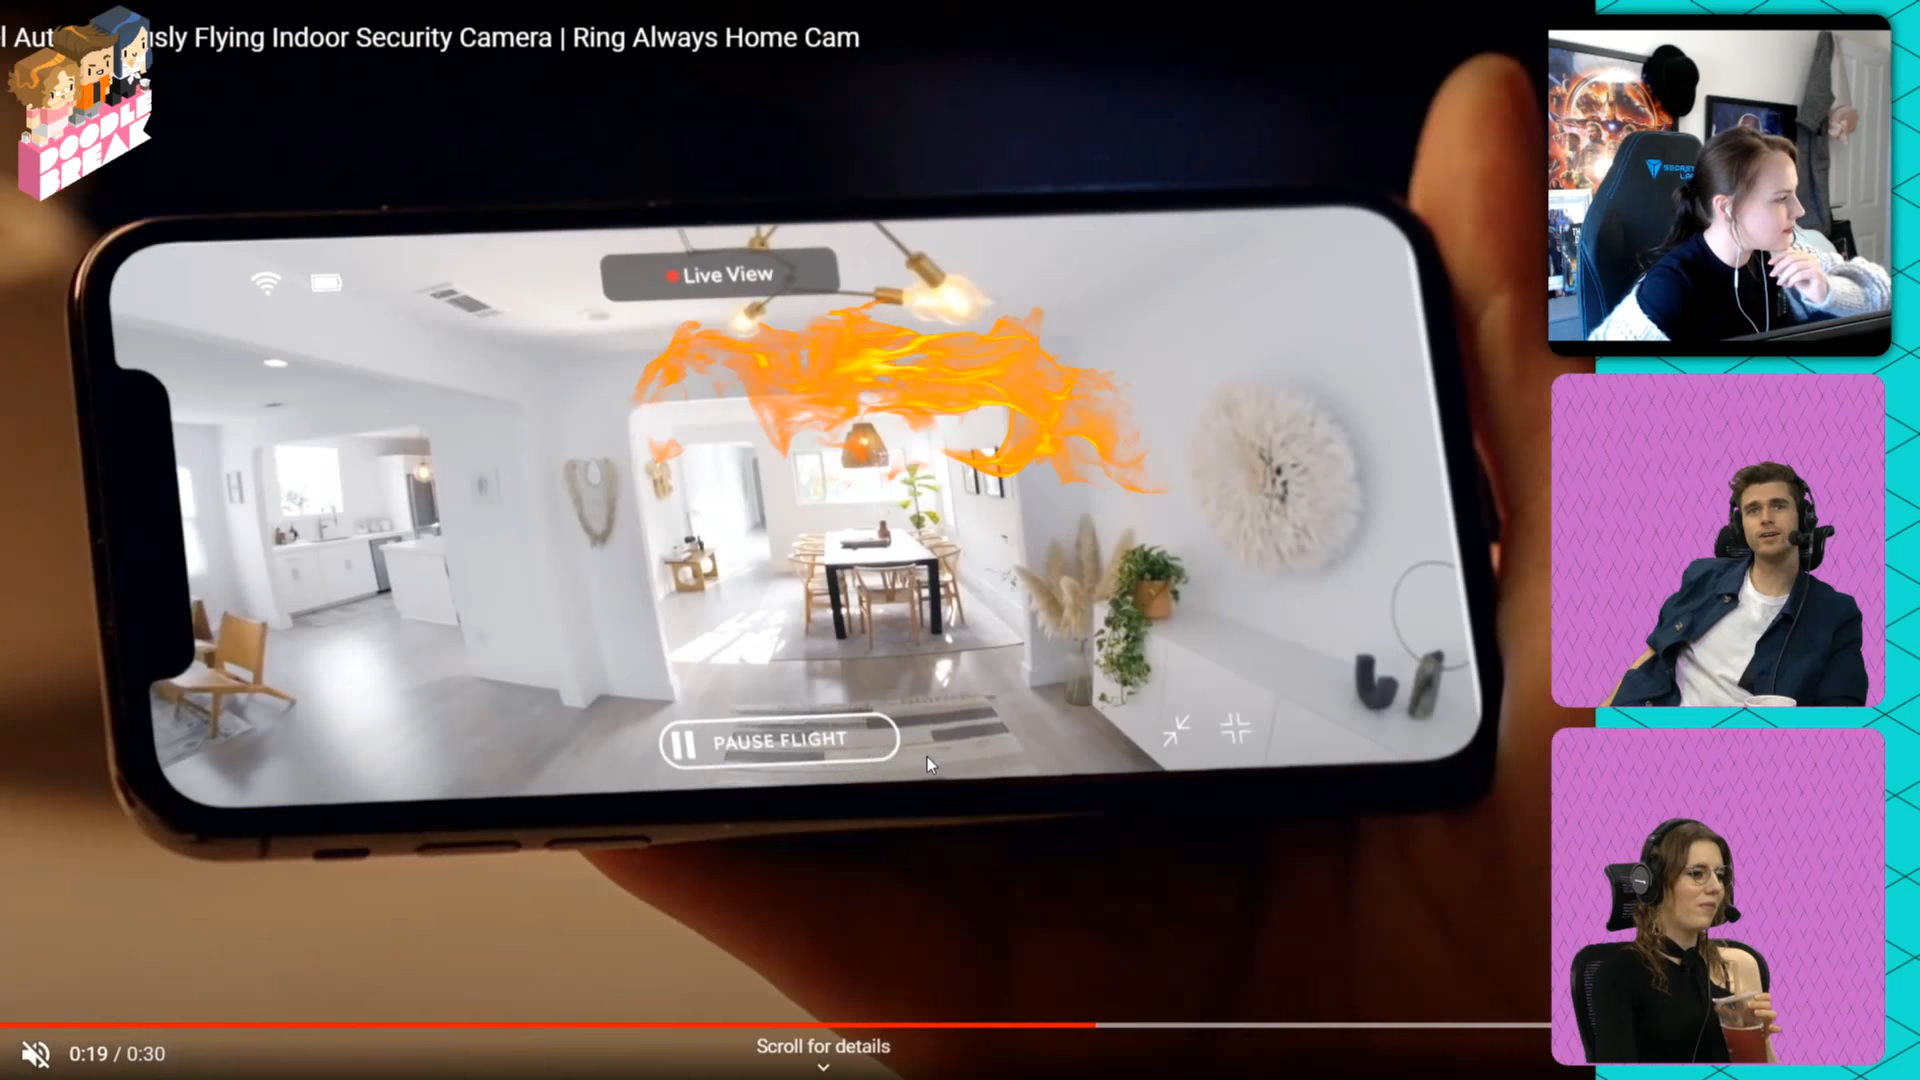 l Aut
usly Flying Indoor Security Camera | Ring Always Home Cam
DOODLE
BREAK
Live View
PAUSE FLIGHT
0:19 / 0:30
Scroll for details